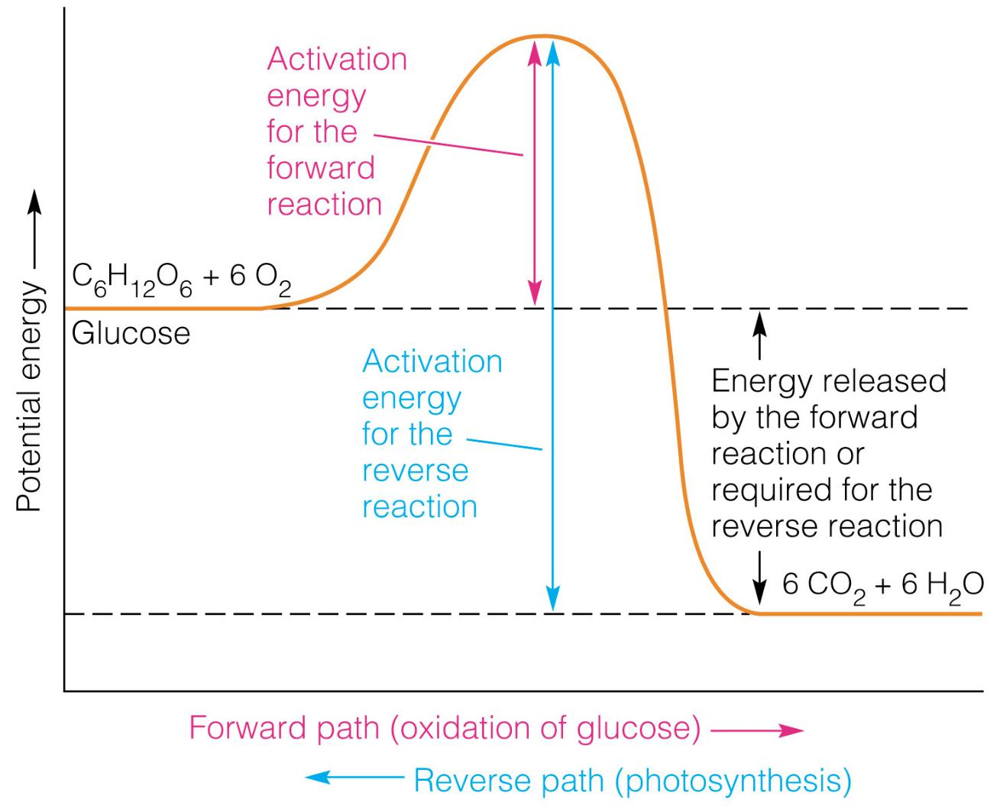 Activation
energy
for the
forward
reaction
C₆H₁₂O₆ + 6 O₂
Glucose
Potential energy
Activation
energy
for the
reverse
reaction
Energy released
by the forward
reaction or
required for the
reverse reaction
6 CO₂ + 6 H₂O
Forward path (oxidation of glucose)
Reverse path (photosynthesis)